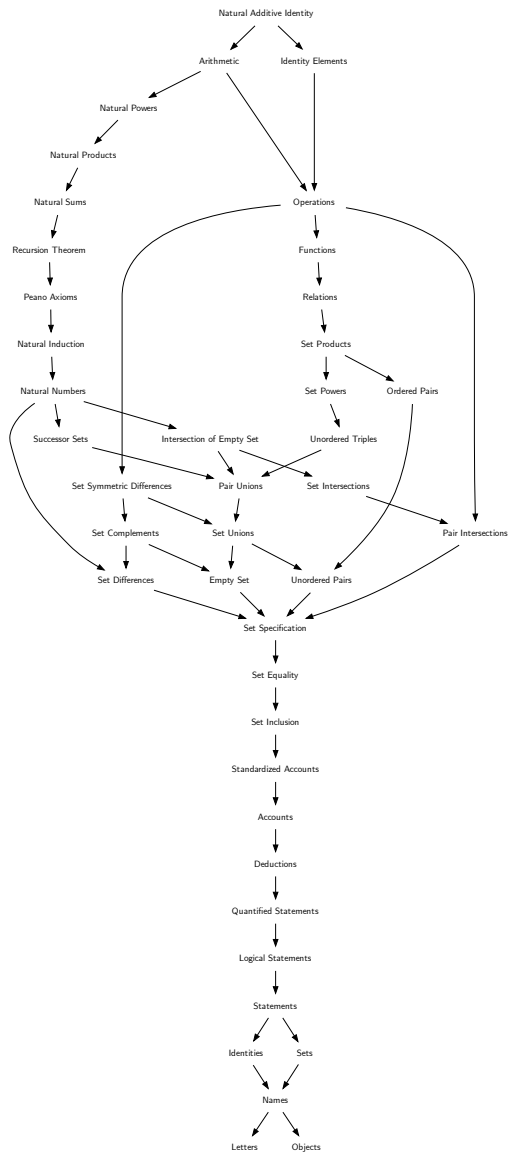 Natural Additive Identity
Arithmetic
Identity Elements
Natural Powers
Natural Products
Natural Sums
Operations
Recursion Theorem
Functions
Peano Axioms
Relations
Natural Induction
Set Products
Natural Numbers
Set Powers
Ordered Pairs
Successor Sets
Intersection of Empty Set
Unordered Triples
Set Symmetric Differences
Pair Unions
Set Intersections
Set Complements
Set Unions
Pair Intersections
Set Differences
Empty Set
Unordered Pairs
Set Specification
Set Equality
Set Inclusion
Standardized Accounts
Accounts
Deductions
Quantified Statements
Logical Statements
Statements
Identities
Sets
Names
Letters
Objects